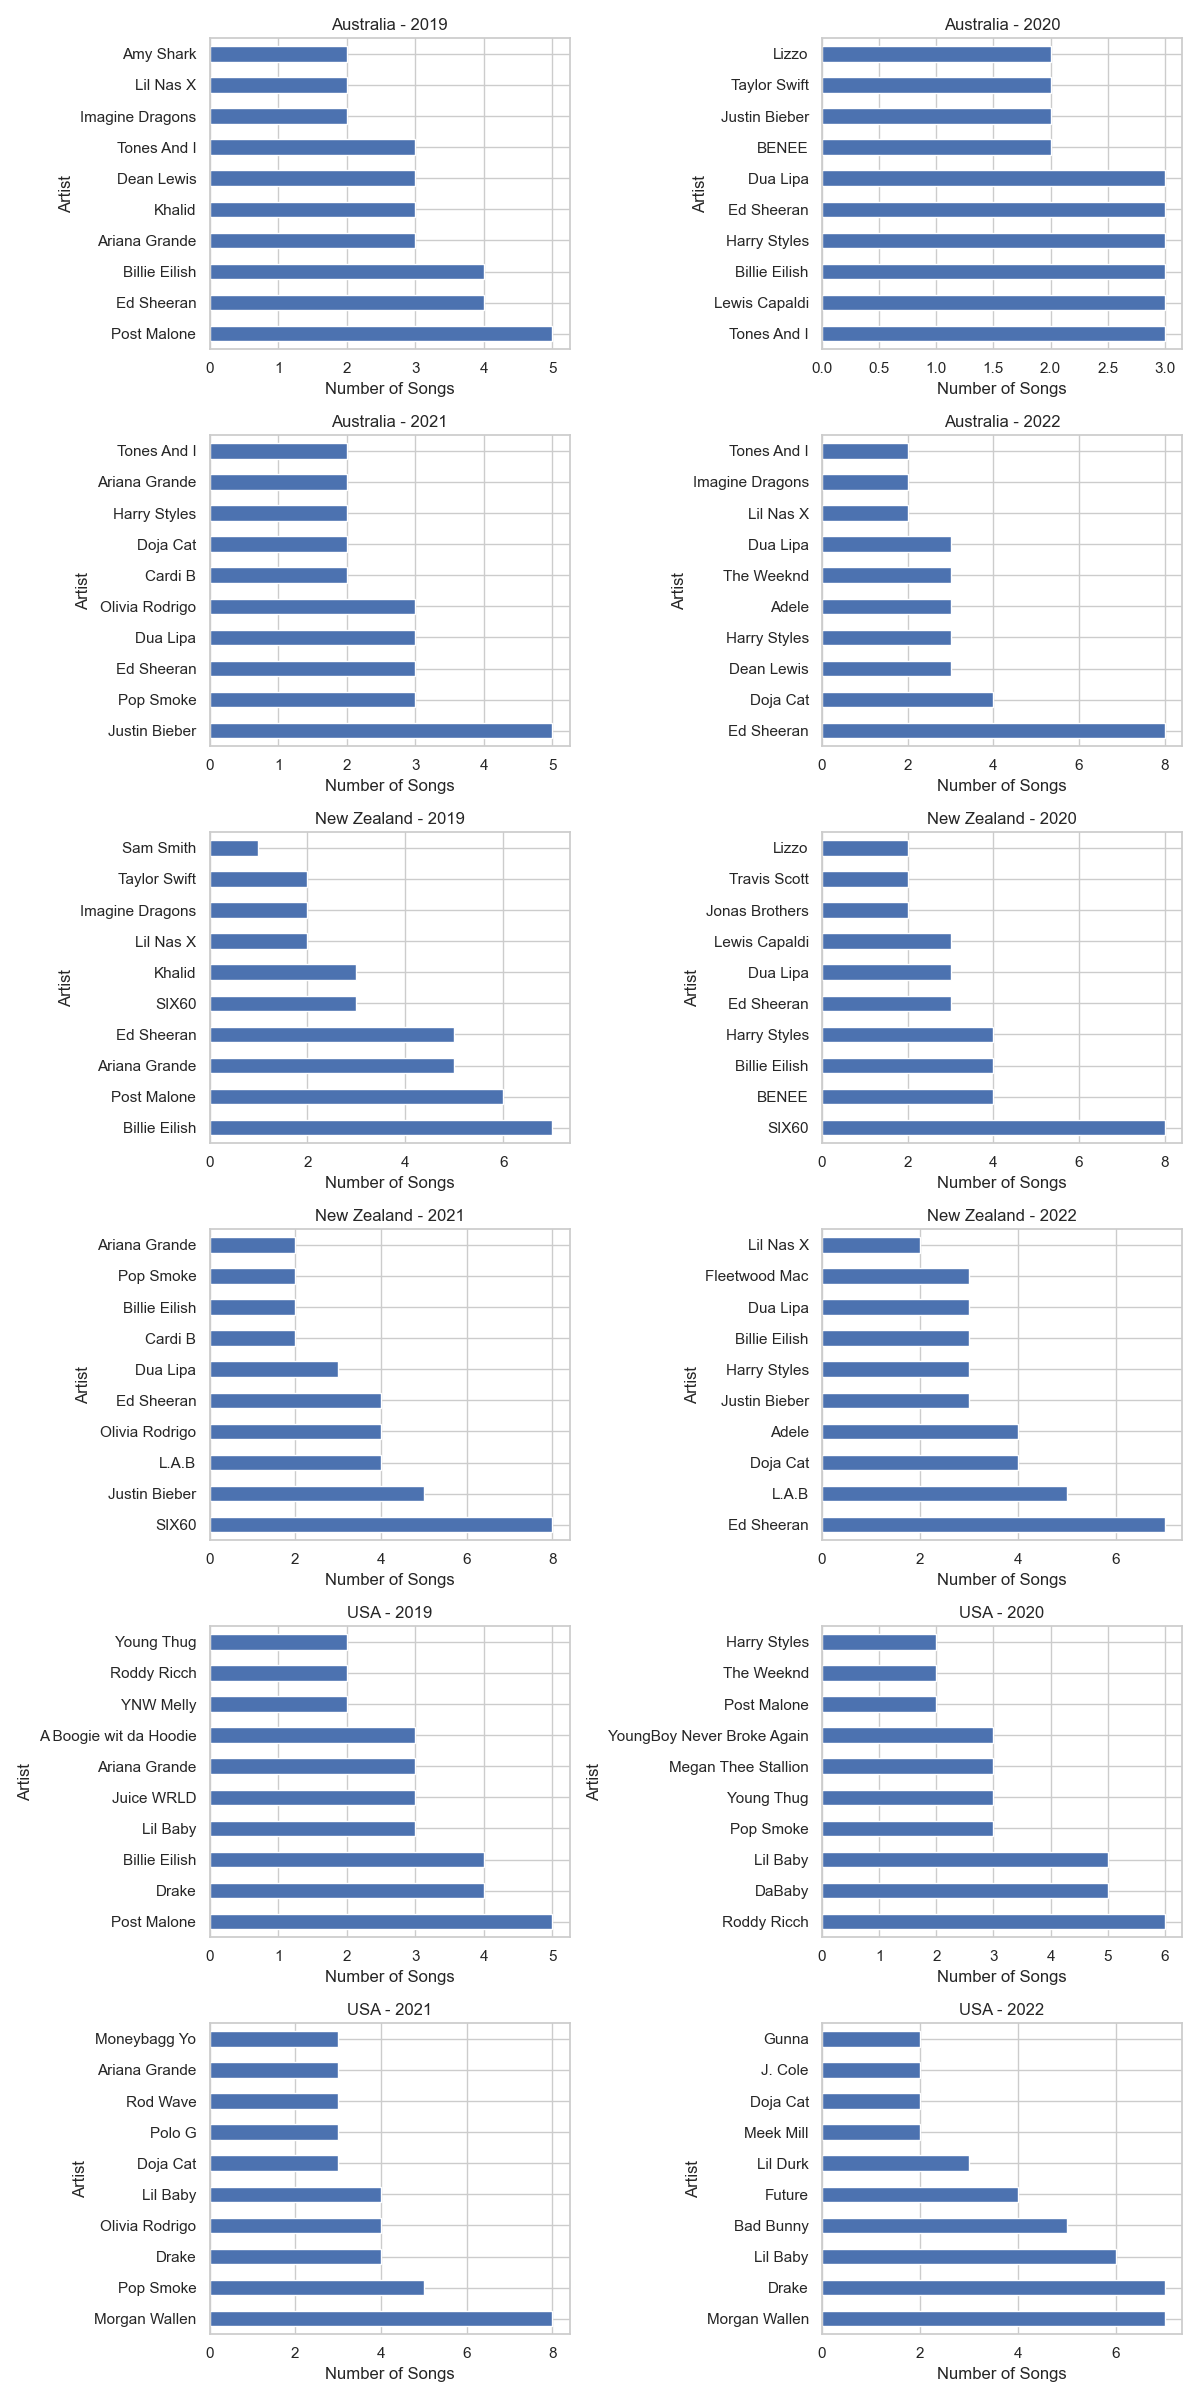 Australia - 2019
Artist
Amy Shark
Lil Nas X
Imagine Dragons
Tones And I
Dean Lewis
Khalid
Ariana Grande
Billie Eilish
Ed Sheeran
Post Malone
0 1 2 3 4 5
Number of Songs
Australia - 2020
Artist
Lizzo
Taylor Swift
Justin Bieber
BENEE
Dua Lipa
Ed Sheeran
Harry Styles
Billie Eilish
Lewis Capaldi
Tones And I
0.0 0.5 1.0 1.5 2.0 2.5 3.0
Number of Songs
Australia - 2021
Artist
Tones And I
Ariana Grande
Harry Styles
Doja Cat
Cardi B
Olivia Rodrigo
Dua Lipa
Ed Sheeran
Pop Smoke
Justin Bieber
0 1 2 3 4 5
Number of Songs
Australia - 2022
Artist
Tones And I
Imagine Dragons
Lil Nas X
Dua Lipa
The Weeknd
Adele
Harry Styles
Dean Lewis
Doja Cat
Ed Sheeran
0 2 4 6 8
Number of Songs
New Zealand - 2019
Artist
Sam Smith
Taylor Swift
Imagine Dragons
Lil Nas X
Khalid
SIX60
Ed Sheeran
Ariana Grande
Post Malone
Billie Eilish
0 2 4 6
Number of Songs
New Zealand - 2020
Artist
Lizzo
Travis Scott
Jonas Brothers
Lewis Capaldi
Dua Lipa
Ed Sheeran
Harry Styles
Billie Eilish
BENEE
SIX60
0 2 4 6 8
Number of Songs
New Zealand - 2021
Artist
Ariana Grande
Pop Smoke
Billie Eilish
Cardi B
Dua Lipa
Ed Sheeran
Olivia Rodrigo
L.A.B
Justin Bieber
SIX60
0 2 4 6 8
Number of Songs
New Zealand - 2022
Artist
Lil Nas X
Fleetwood Mac
Dua Lipa
Billie Eilish
Harry Styles
Justin Bieber
Adele
Doja Cat
L.A.B
Ed Sheeran
0 2 4 6
Number of Songs
USA - 2019
Artist
Young Thug
Roddy Ricch
YNW Melly
A Boogie wit da Hoodie
Ariana Grande
Juice WRLD
Lil Baby
Billie Eilish
Drake
Post Malone
0 1 2 3 4 5
Number of Songs
USA - 2020
Artist
Harry Styles
The Weeknd
Post Malone
YoungBoy Never Broke Again
Megan Thee Stallion
Young Thug
Pop Smoke
Lil Baby
DaBaby
Roddy Ricch
0 1 2 3 4 5 6
Number of Songs
USA - 2021
Artist
Moneybagg Yo
Ariana Grande
Rod Wave
Polo G
Doja Cat
Lil Baby
Olivia Rodrigo
Drake
Pop Smoke
Morgan Wallen
0 2 4 6 8
Number of Songs
USA - 2022
Artist
Gunna
J. Cole
Doja Cat
Meek Mill
Lil Durk
Future
Bad Bunny
Lil Baby
Drake
Morgan Wallen
0 2 4 6
Number of Songs